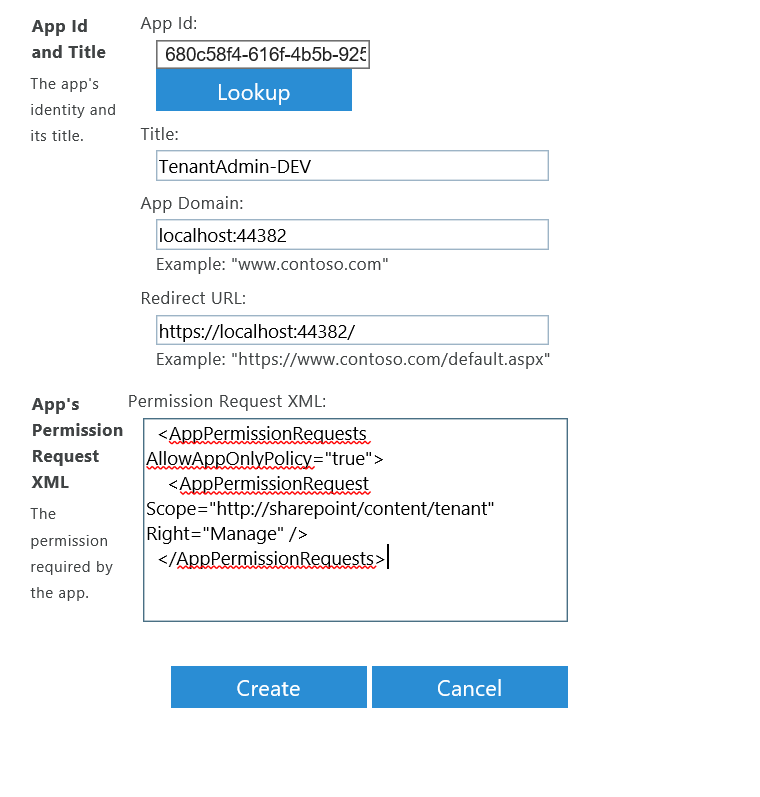 App Id
and Title
The app's
identity and
its title.
App Id:
680c58f4-616f-4b5b-925
Lookup
Title:
TenantAdmin-DEV
App Domain:
localhost:44382
Example: "www.contoso.com"
Redirect URL:
https://localhost:44382/
Example: "https://www.contoso.com/default.aspx"
App's
Permission
Request
XML
The
permission
required by
the app.
Permission Request XML:
<AppPermissionRequests
AllowAppOnlyPolicy="true">
<AppPermissionRequest
Scope="http://sharepoint/content/tenant"
Right="Manage" />
</AppPermissionRequests>
Create
Cancel